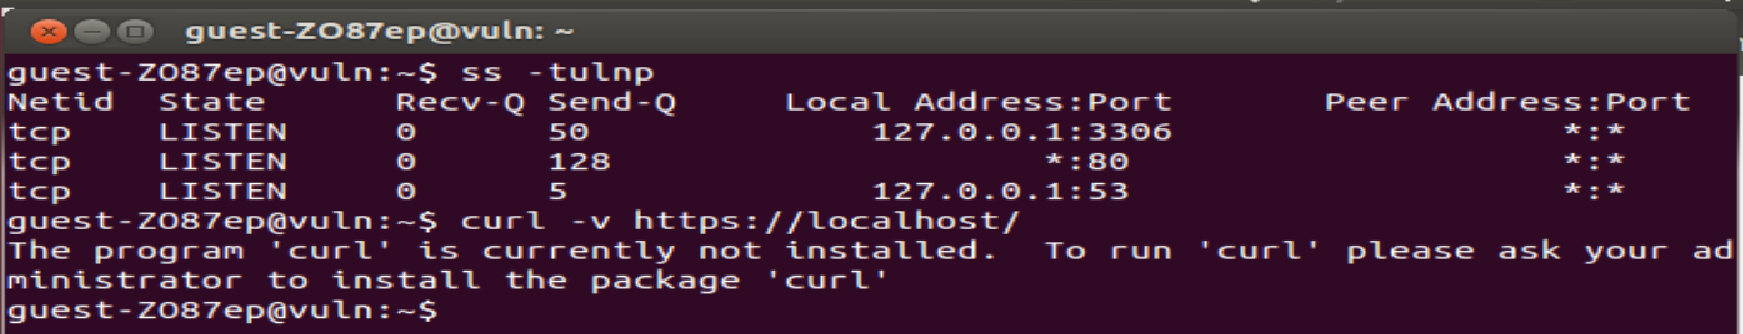 guest-ZO87ep@vuln: ~
guest-ZO87ep@vuln:~$ ss -tulnp
Netid State Recv-Q Send-Q Local Address:Port Peer Address:Port
tcp LISTEN 0 50 127.0.0.1:3306 *:*
tcp LISTEN 0 128 *:80 *:*
tcp LISTEN 0 5 127.0.0.1:53 *:*
guest-ZO87ep@vuln:~$ curl -v https://localhost/
The program 'curl' is currently not installed. To run 'curl' please ask your ad
ministrator to install the package 'curl'
guest-ZO87ep@vuln:~$